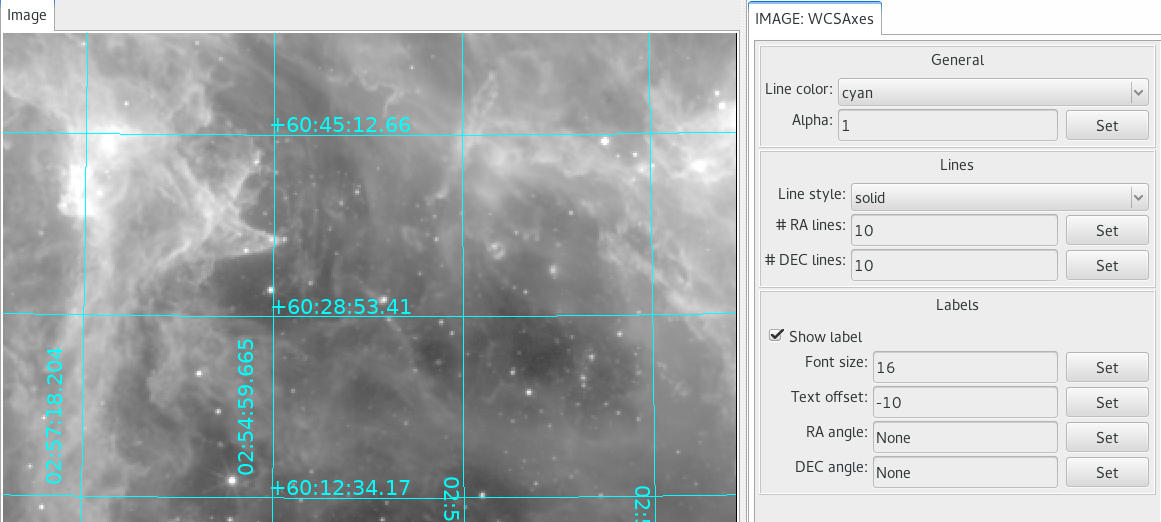 Image
IMAGE: WCSAxes
General
Line color: cyan
Alpha: 1 Set
Lines
Line style: solid
# RA lines: 10 Set
# DEC lines: 10 Set
Labels
Show label
Font size: 16 Set
Text offset: -10 Set
RA angle: None Set
DEC angle: None Set
+60:45:12.66
+60:28:53.41
+60:12:34.17
02:57:18.204
02:54:59.665
02:5
02: